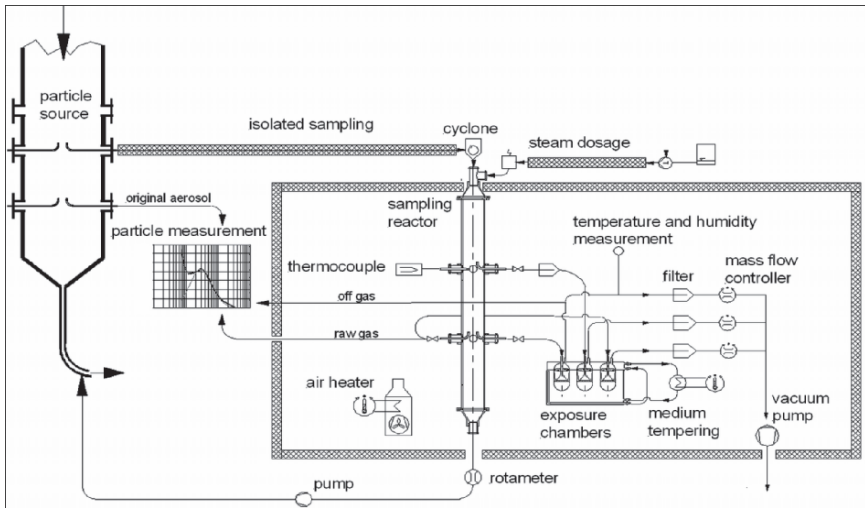 particle
source
isolated sampling
cyclone
steam dosage
original aerosol
sampling
reactor
particle measurement
temperature and humidity
measurement
thermocouple
filter
mass flow
controller
off gas
raw gas
air heater
exposure
chambers
medium
tempering
vacuum
pump
pump
rotameter